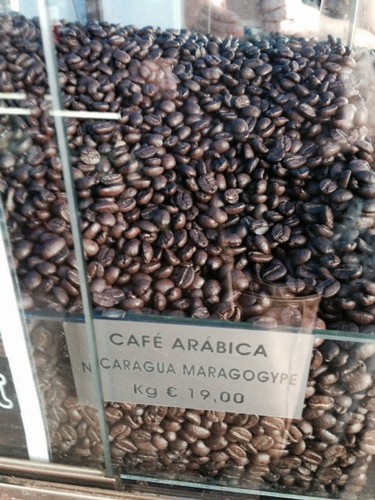 CAFÉ ARÁBICA
NICARAGUA MARAGOGYPE
Kg € 19,00